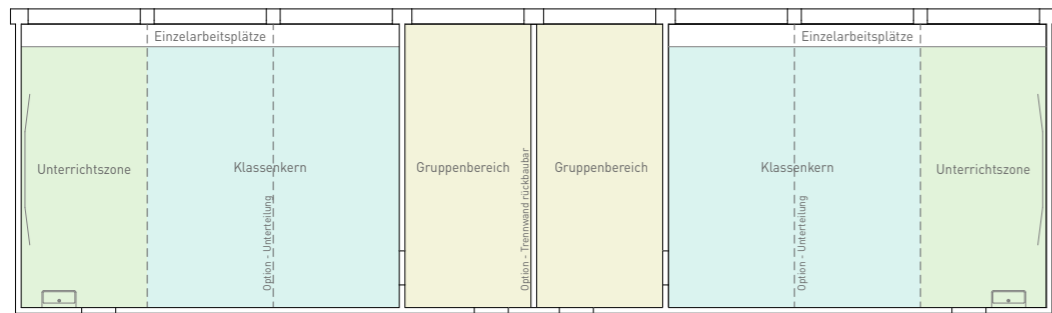 Einzelarbeitsplätze
Einzelarbeitsplätze
Unterrichtszone
Klassenkern
Gruppenbereich
Gruppenbereich
Klassenkern
Unterrichtszone
Option - Unterteilung
Option - Trennwand rückbaubar
Option - Unterteilung